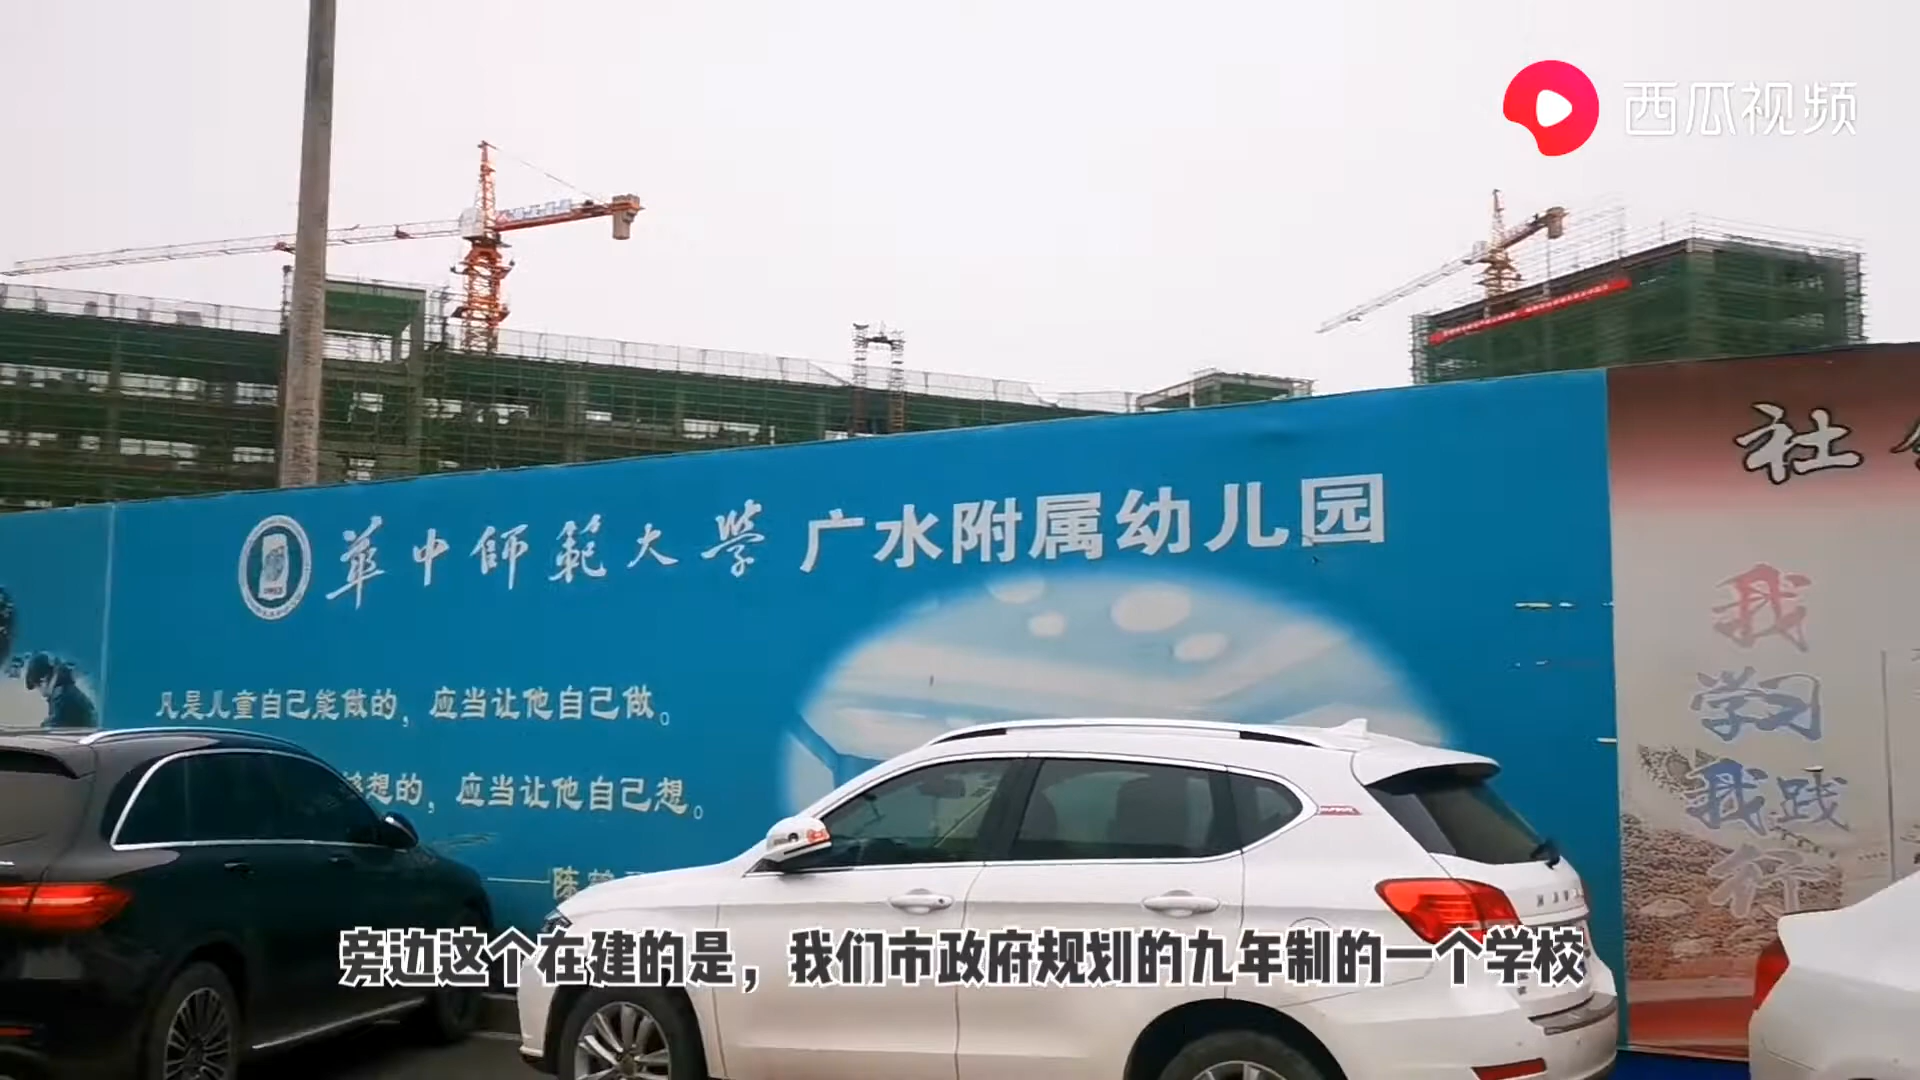 西瓜视频
華中師範大學 广水附属幼儿园
社
凡是儿童自己能做的，应当让他自己做。
想的，应当让他自己想。
——陈鹤
我
学习
我践
行
旁边这个在建的是，我们市政府规划的九年制的一个学校